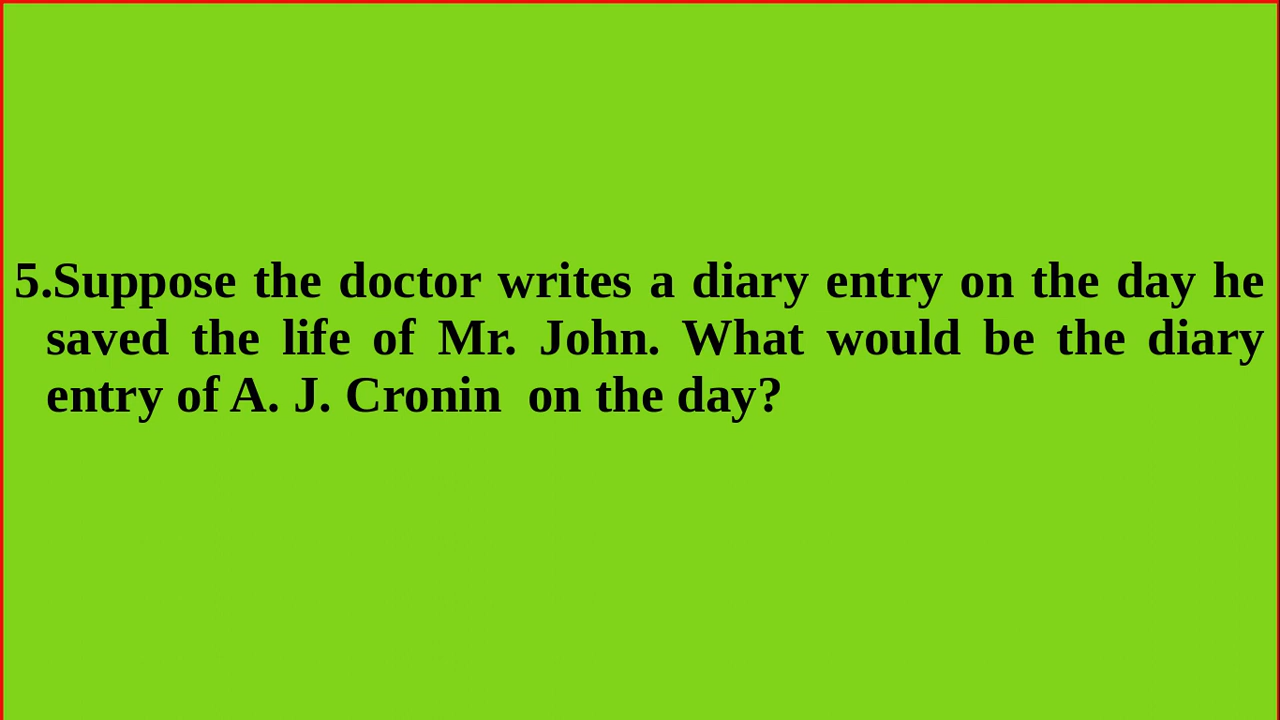 5.Suppose the doctor writes a diary entry on the day he
saved the life of Mr. John. What would be the diary
entry of A. J. Cronin  on the day?